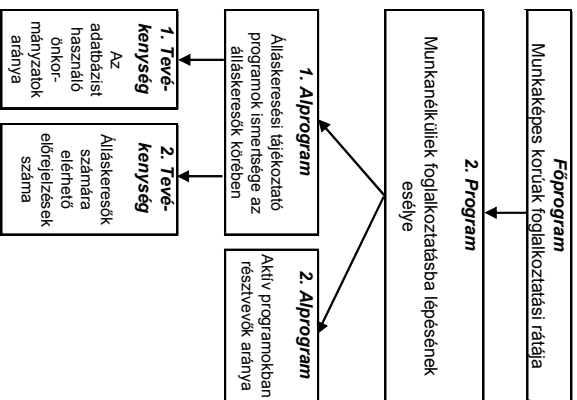 Főprogram
Munkaképes korúak foglalkoztatási rátája
2. Program
Munkanélküliek foglalkoztatásba lépésének
esélye
1. Alprogram
Álláskeresési tájékoztató
programok ismertsége az
álláskeresők körében
2. Alprogram
Aktív programokban
résztvevők aránya
1. Tevé-
kenység
Az
adatbázist
használó
önkor-
mányzatok
aránya
2. Tevé-
kenység
Álláskeresők
számára
elérhető
előrejelzések
száma